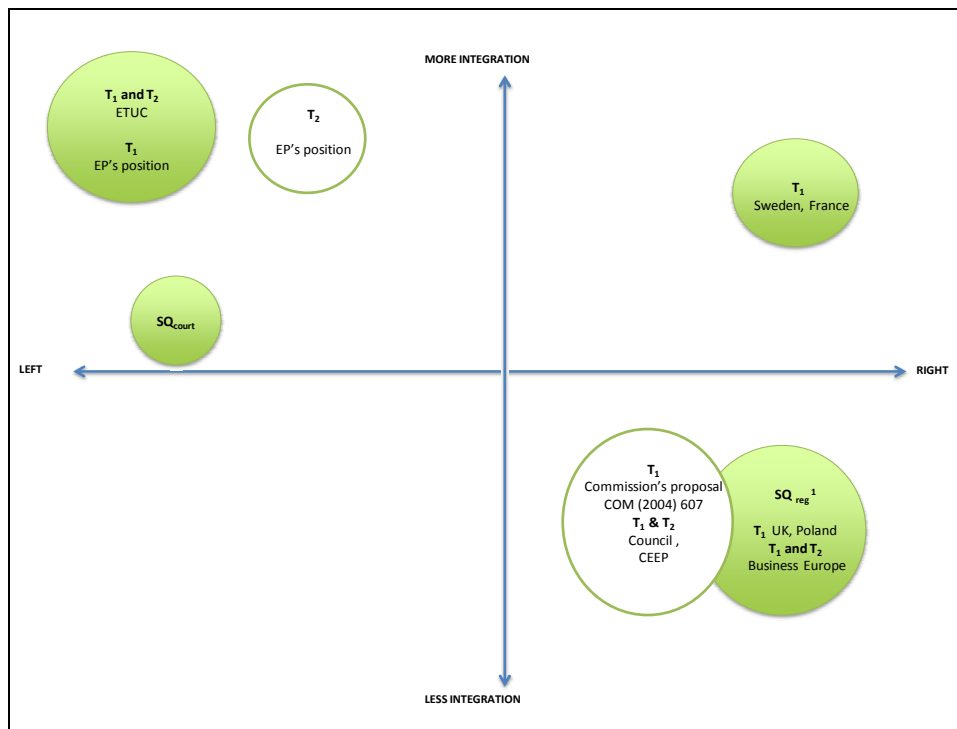 MORE INTEGRATION
T₁ and T₂
ETUC
T₁
EP's position
T₂
EP's position
T₁
Sweden, France
SQcourt
LEFT
RIGHT
T₁
Commission's proposal
COM (2004) 607
T₁ & T₂
Council ,
CEEP
SQ reg ¹
T₁ UK, Poland
T₁ and T₂
Business Europe
LESS INTEGRATION